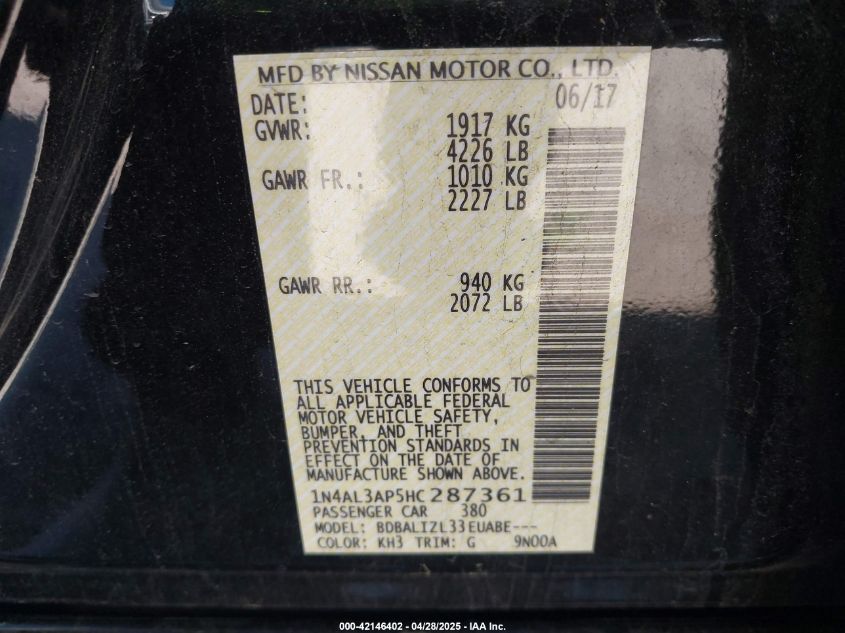 MFD BY NISSAN MOTOR CO., LTD.
DATE: 06/17
GVWR: 1917 KG
4226 LB
GAWR FR.: 1010 KG
2227 LB
GAWR RR.: 940 KG
2072 LB
THIS VEHICLE CONFORMS TO
ALL APPLICABLE FEDERAL
MOTOR VEHICLE SAFETY,
BUMPER, AND THEFT
PREVENTION STANDARDS IN
EFFECT ON THE DATE OF
MANUFACTURE SHOWN ABOVE.
1N4AL3AP5HC287361
PASSENGER CAR 380
MODEL: BDBALIZL33EUABE---
COLOR: KH3 TRIM: G 9N00A
000-42146402 - 04/28/2025 - IAA Inc.